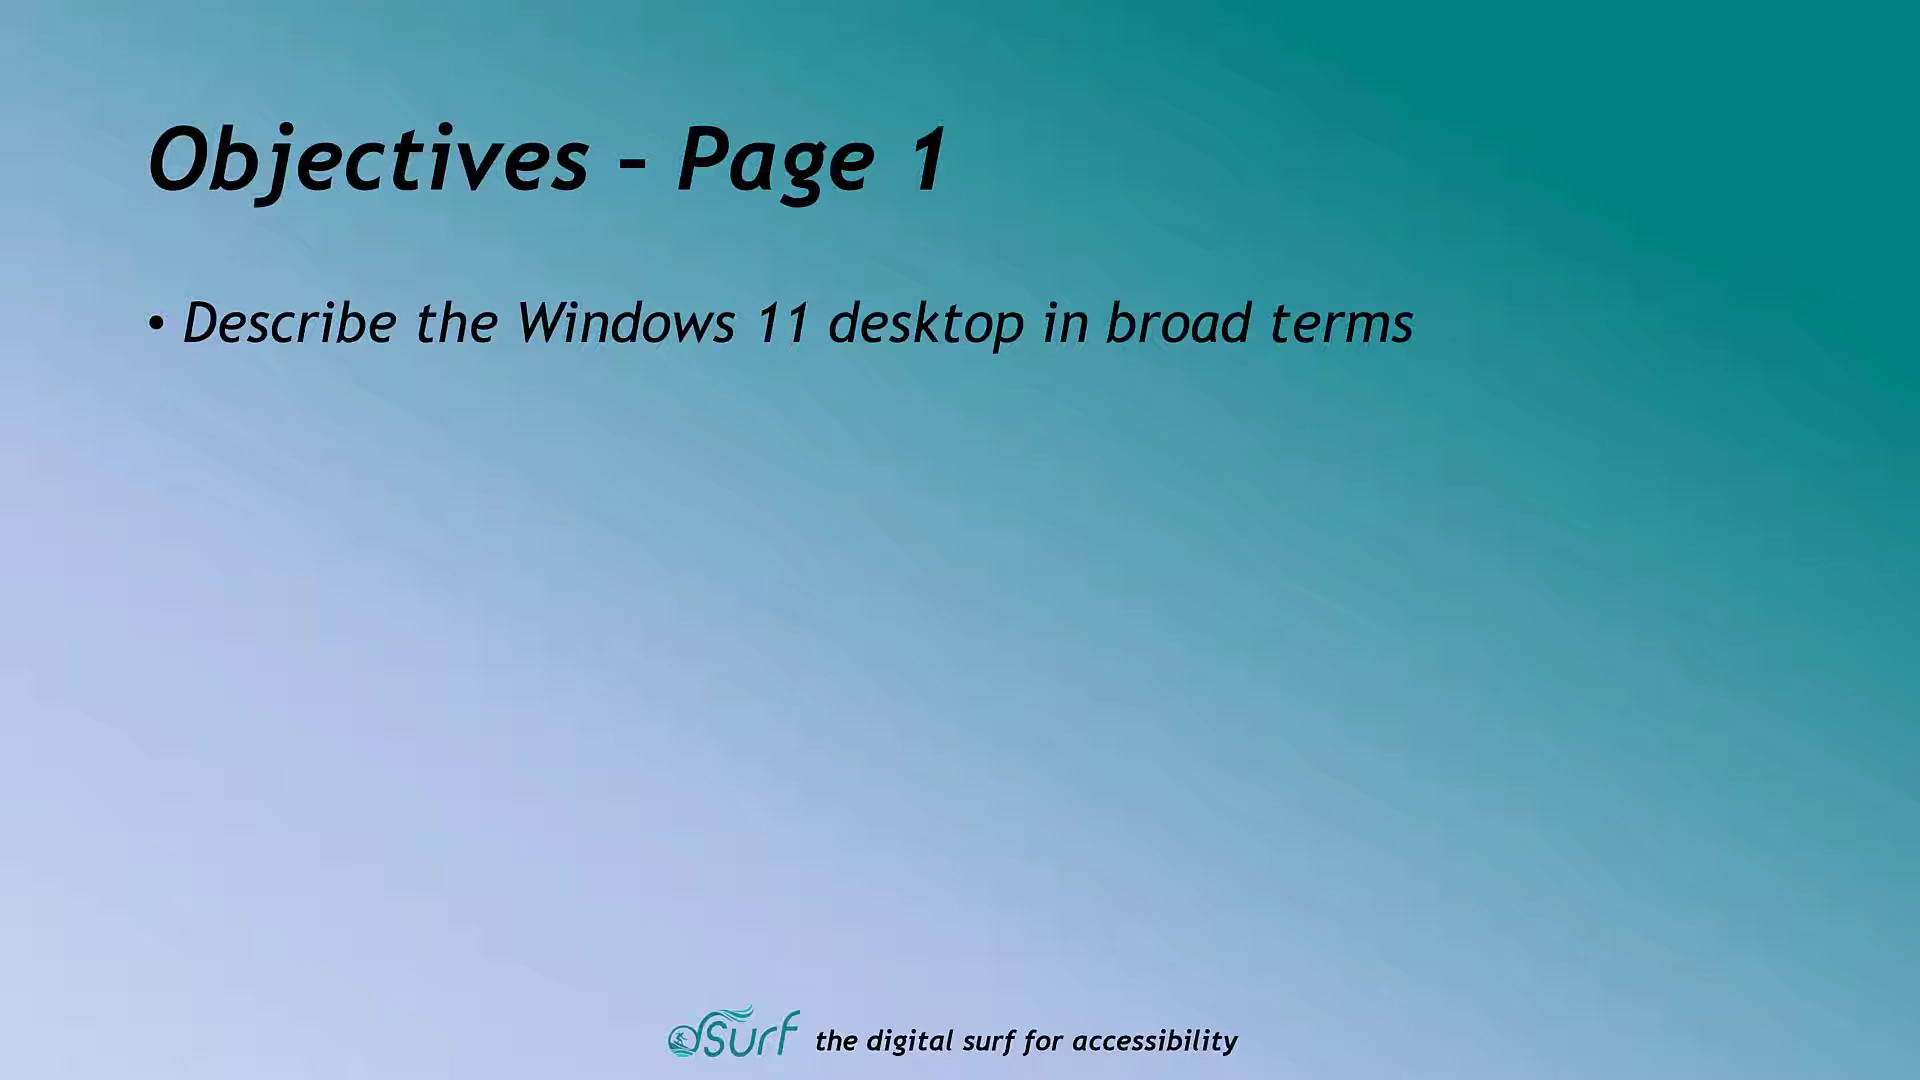 Objectives – Page 1
• Describe the Windows 11 desktop in broad terms
dSurf the digital surf for accessibility